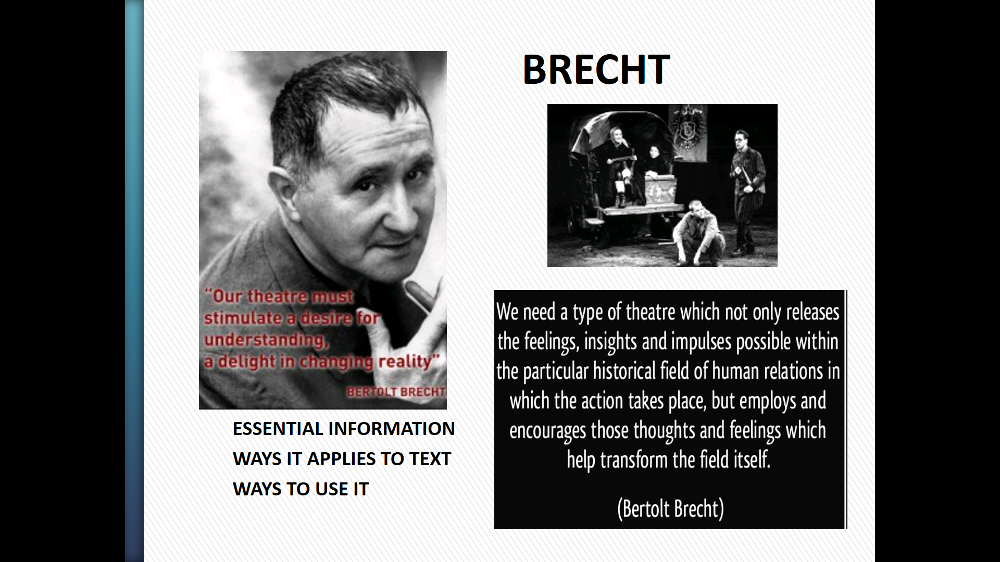 BRECHT
“Our theatre must
stimulate a desire for
understanding,
a delight in changing reality”
BERTOLT BRECHT
ESSENTIAL INFORMATION
WAYS IT APPLIES TO TEXT
WAYS TO USE IT
We need a type of theatre which not only releases
the feelings, insights and impulses possible within
the particular historical field of human relations in
which the action takes place, but employs and
encourages those thoughts and feelings which
help transform the field itself.
(Bertolt Brecht)